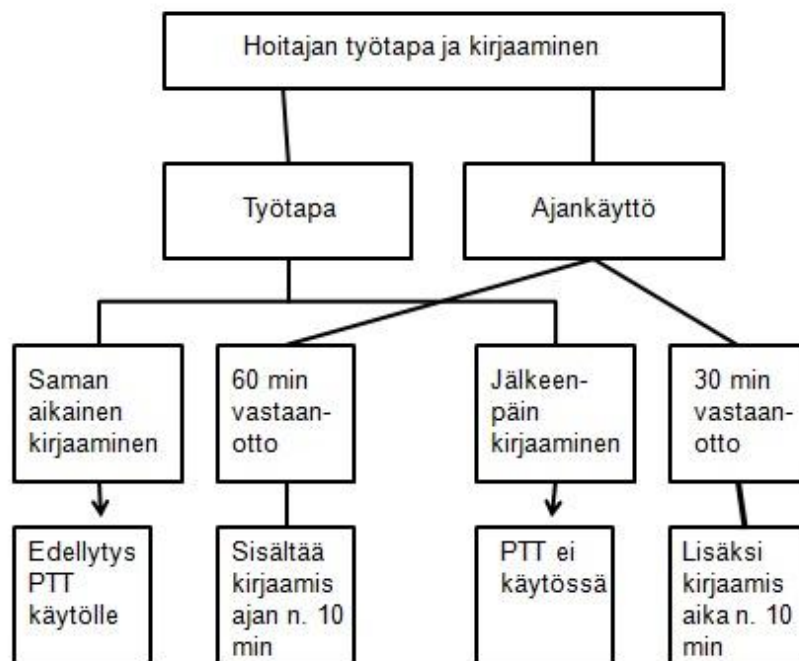 Hoitajan työtapa ja kirjaaminen
Työtapa
Ajankäyttö
Saman
aikainen
kirjaaminen
60 min
vastaan-
otto
Jälkeen-
päin
kirjaaminen
30 min
vastaan-
otto
Edellytys
PTT
käytölle
Sisältää
kirjaamis
ajan n. 10
min
PTT ei
käytössä
Lisäksi
kirjaamis
aika n. 10
min